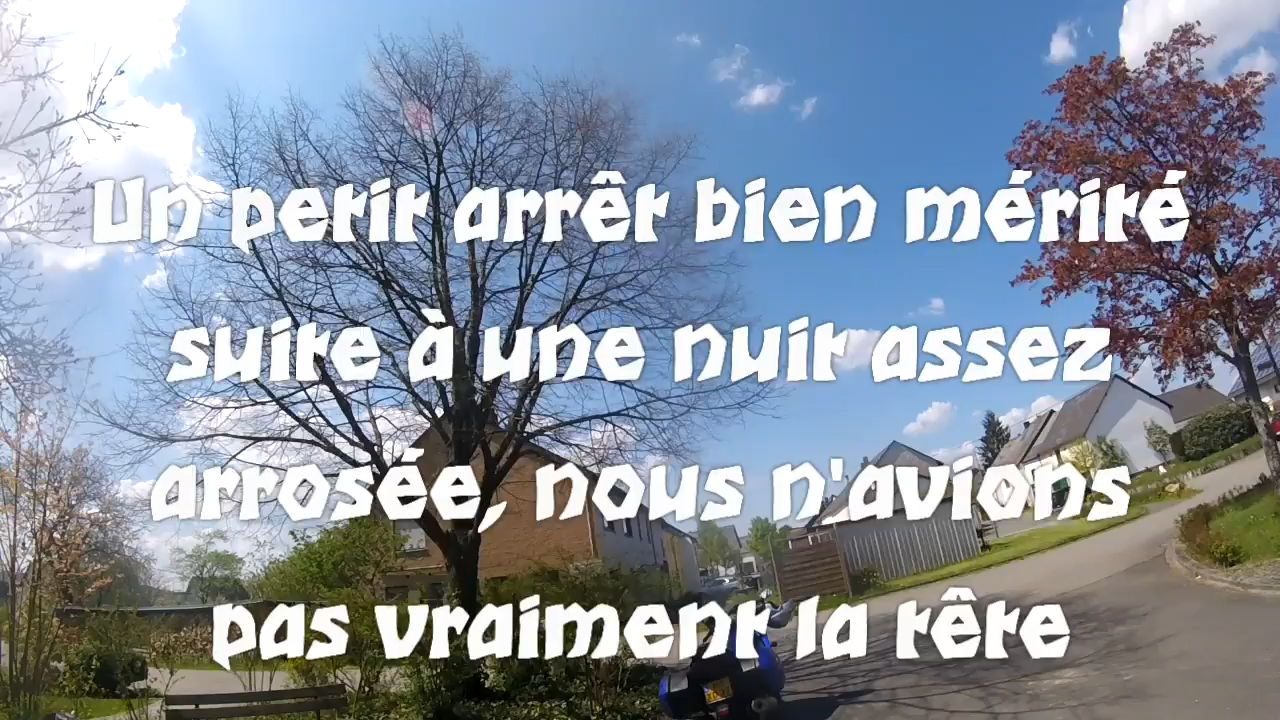 Un petit arrêt bien mérité
suite à une nuit assez
arrosée, nous n'avions
pas vraiment la tête